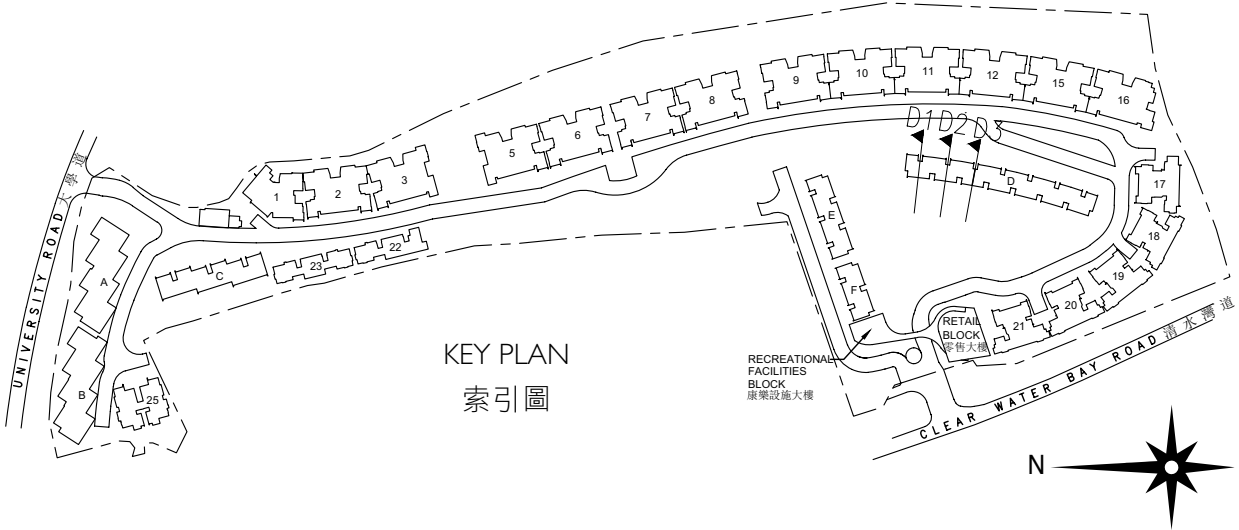 9
10
11
12
15
16
8
7
6
5
D1 D2 D
3
2
1
D
17
E
18
22
23
C
A
F
19
20
21
B
25
UNIVERSITY ROAD 大學道
KEY PLAN
索引圖
RETAIL
BLOCK
零售大樓
RECREATIONAL
FACILITIES
BLOCK
康樂設施大樓
CLEAR WATER BAY ROAD 清水灣道
N